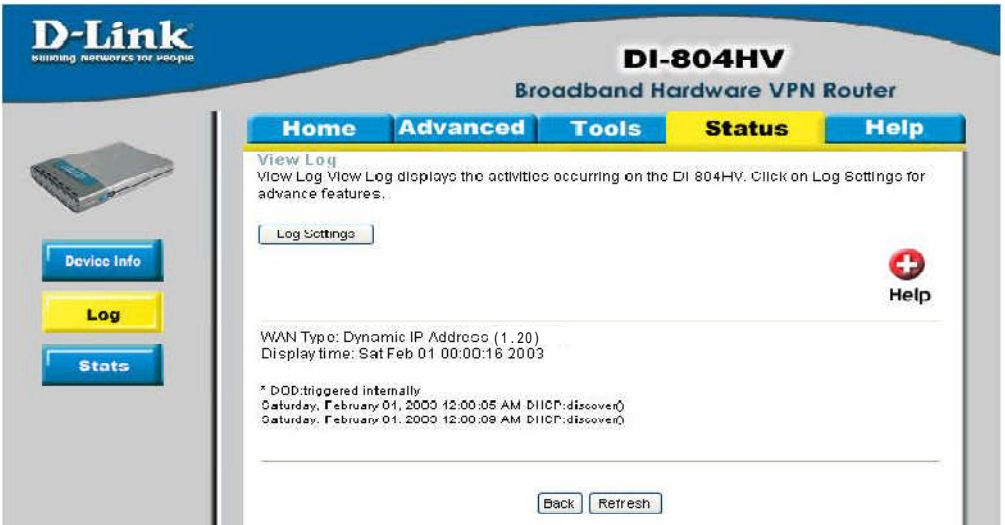 D-Link
Building Networks for People
DI-804HV
Broadband Hardware VPN Router
Home
Advanced
Tools
Status
Help
Device Info
Log
Stats
View Log
View Log View Log displays the activities occurring on the DI-804HV. Click on Log Settings for
advance features.
Log Settings
Help
WAN Type: Dynamic IP Address (1.20)
Display time: Sat Feb 01 00:00:16 2003
* DOD:triggered internally
Saturday, February 01, 2003 12:00:05 AM DHCP:discover()
Saturday, February 01, 2003 12:00:09 AM DHCP:discover()
Back
Refresh